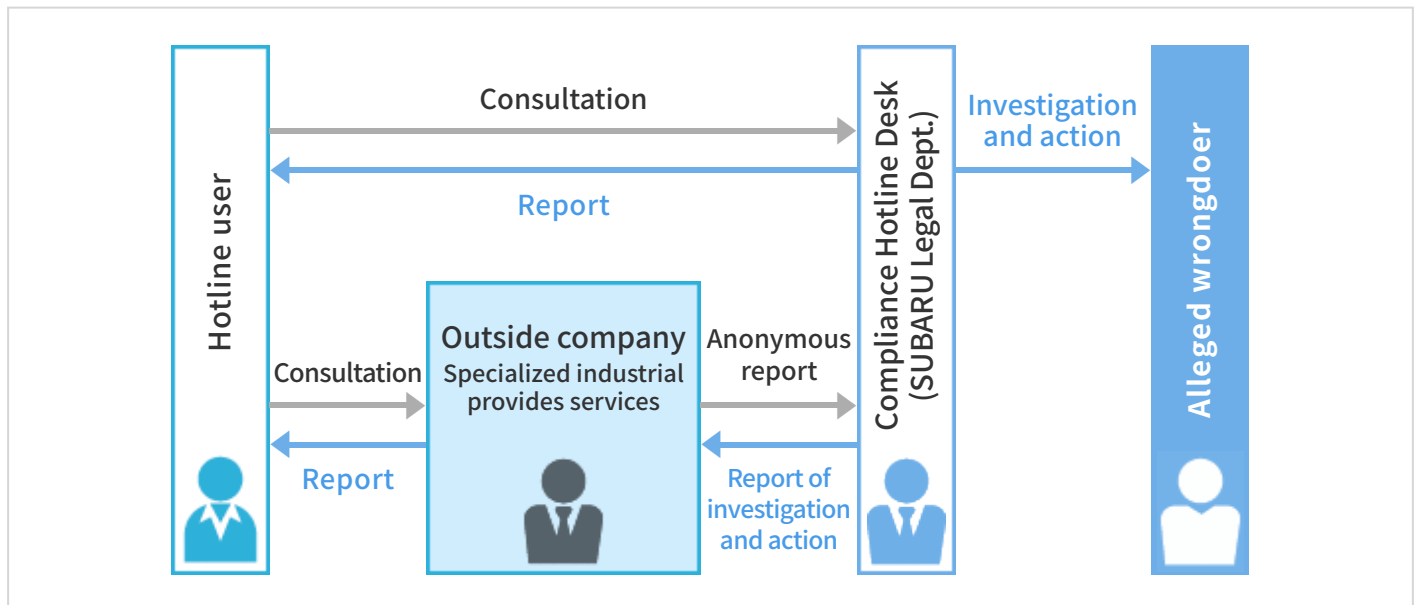 Hotline user
Consultation
Report
Compliance Hotline Desk
(SUBARU Legal Dept.)
Investigation
and action
Alleged wrongdoer
Consultation
Report
Outside company
Specialized industrial
provides services
Anonymous
report
Report of
investigation
and action